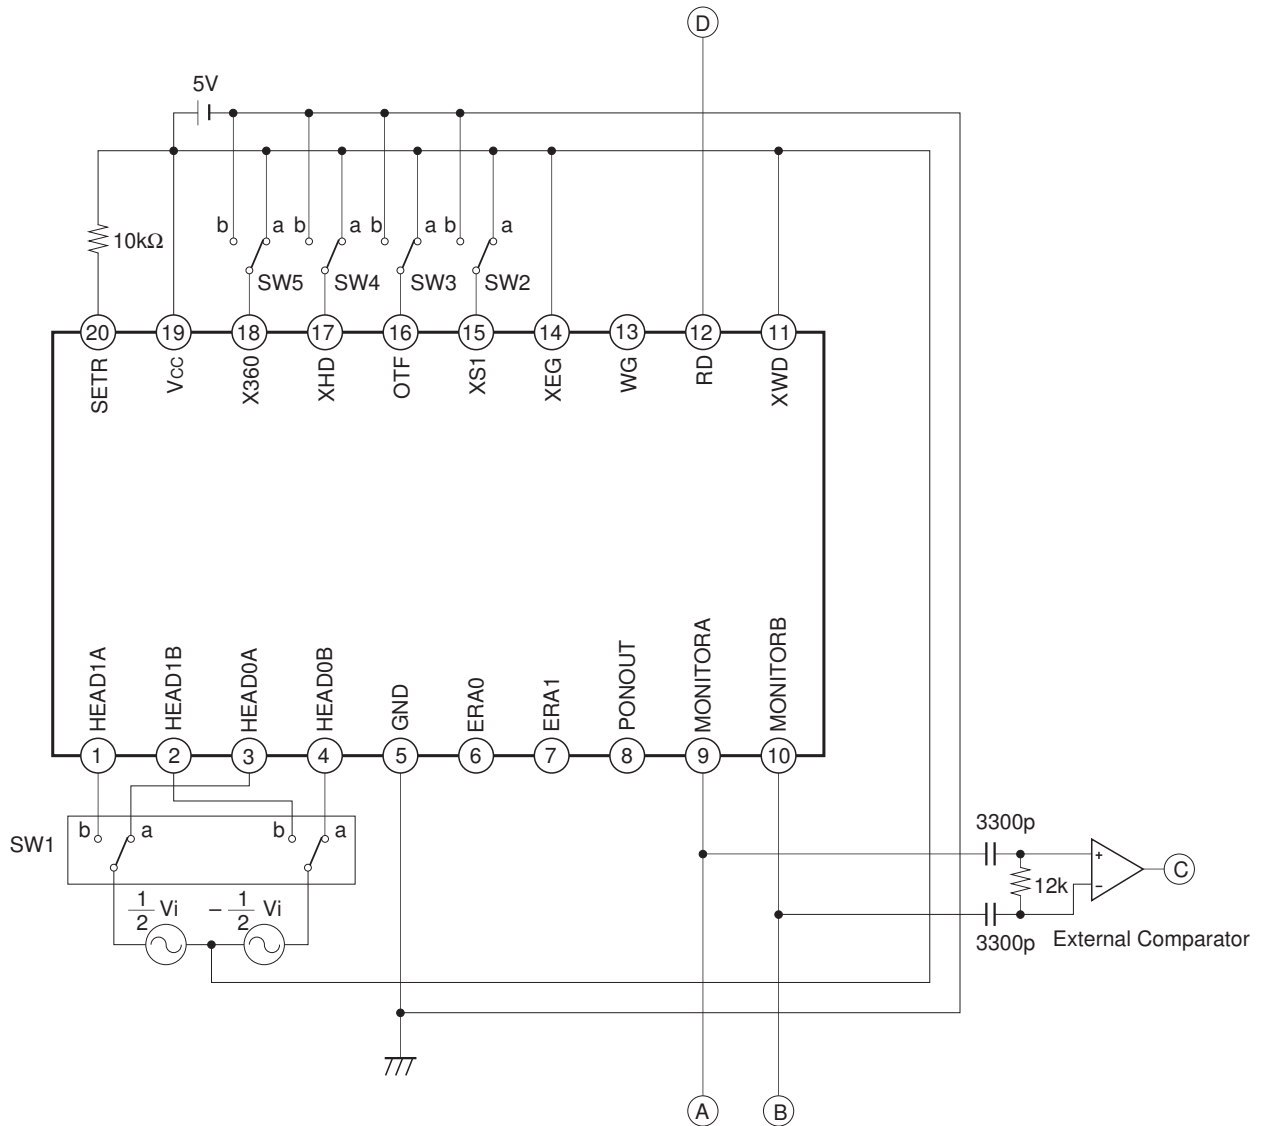 D
5V
b a b a b a b a
10kΩ
SW5 SW4 SW3 SW2
20 19 18 17 16 15 14 13 12 11
SETR
VCC
X360
XHD
OTF
XS1
XEG
WG
RD
XWD
HEAD1A
HEAD1B
HEAD0A
HEAD0B
GND
ERA0
ERA1
PONOUT
MONITORA
MONITORB
1 2 3 4 5 6 7 8 9 10
SW1
b a b a
3300p
+
12k
C
−
3300p
External Comparator
1/2 Vi − 1/2 Vi
A B